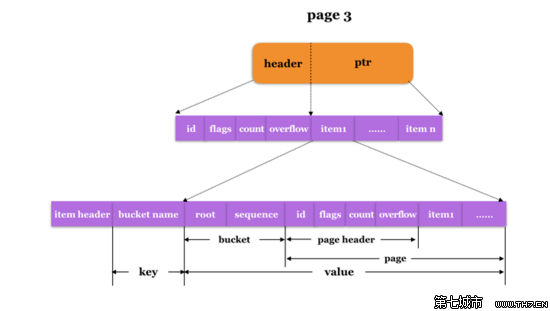 page 3
header ptr
id flags count overflow item1 ...... item n
item header bucket name root sequence id flags count overflow item1 ......
bucket page header
page
key value
第七城市 WWW.TH7.CN